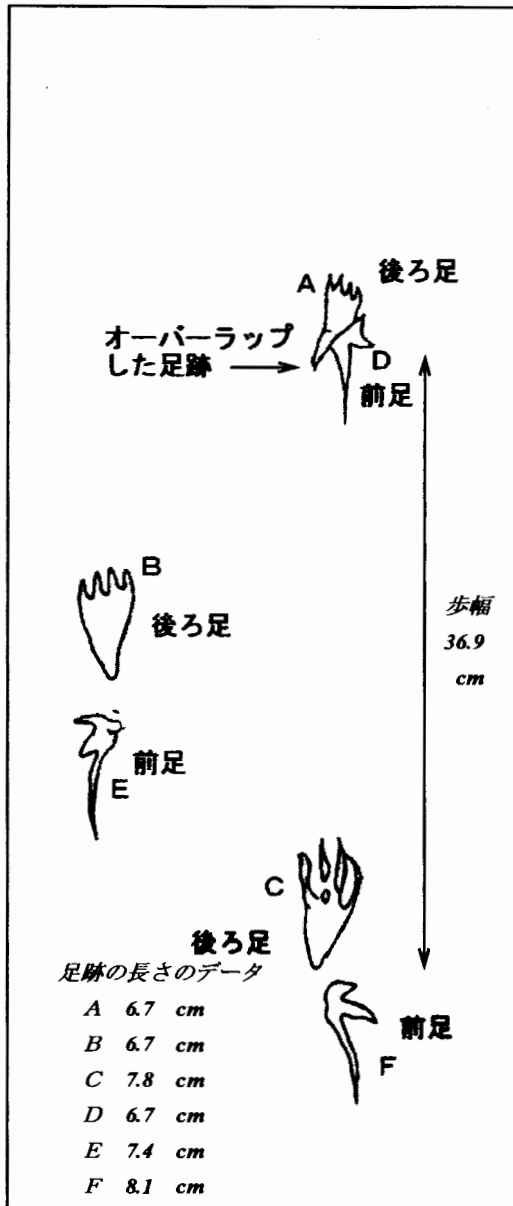 A 後ろ足
オーバーラップ
した足跡
D
前足
B
後ろ足
歩幅
36.9
cm
前足
E
C
後ろ足
足跡の長さのデータ
前足
F
A 6.7 cm
B 6.7 cm
C 7.8 cm
D 6.7 cm
E 7.4 cm
F 8.1 cm